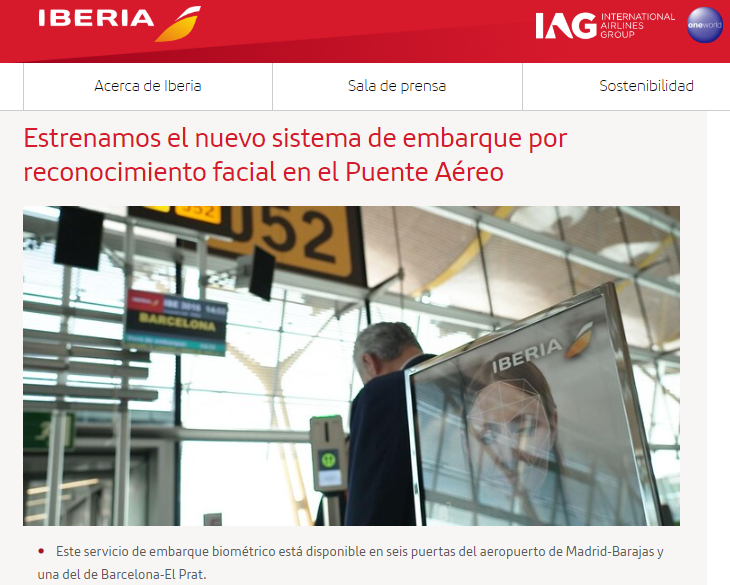 IBERIA
IAG INTERNATIONAL
AIRLINES
GROUP
oneworld
Acerca de Iberia
Sala de prensa
Sostenibilidad
Estrenamos el nuevo sistema de embarque por
reconocimiento facial en el Puente Aéreo
052
052
BARCELONA
IBERIA
• Este servicio de embarque biométrico está disponible en seis puertas del aeropuerto de Madrid-Barajas y
una del de Barcelona-El Prat.